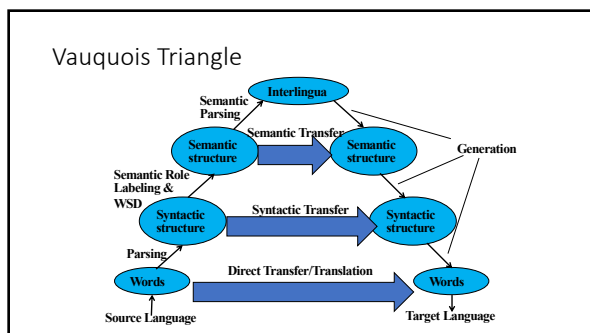 Vauquois Triangle
Interlingua
Semantic
Parsing
Semantic Transfer
Semantic
structure
Semantic
structure
Generation
Semantic Role
Labeling &
WSD
Syntactic
structure
Syntactic Transfer
Syntactic
structure
Parsing
Words
Direct Transfer/Translation
Words
Source Language
Target Language